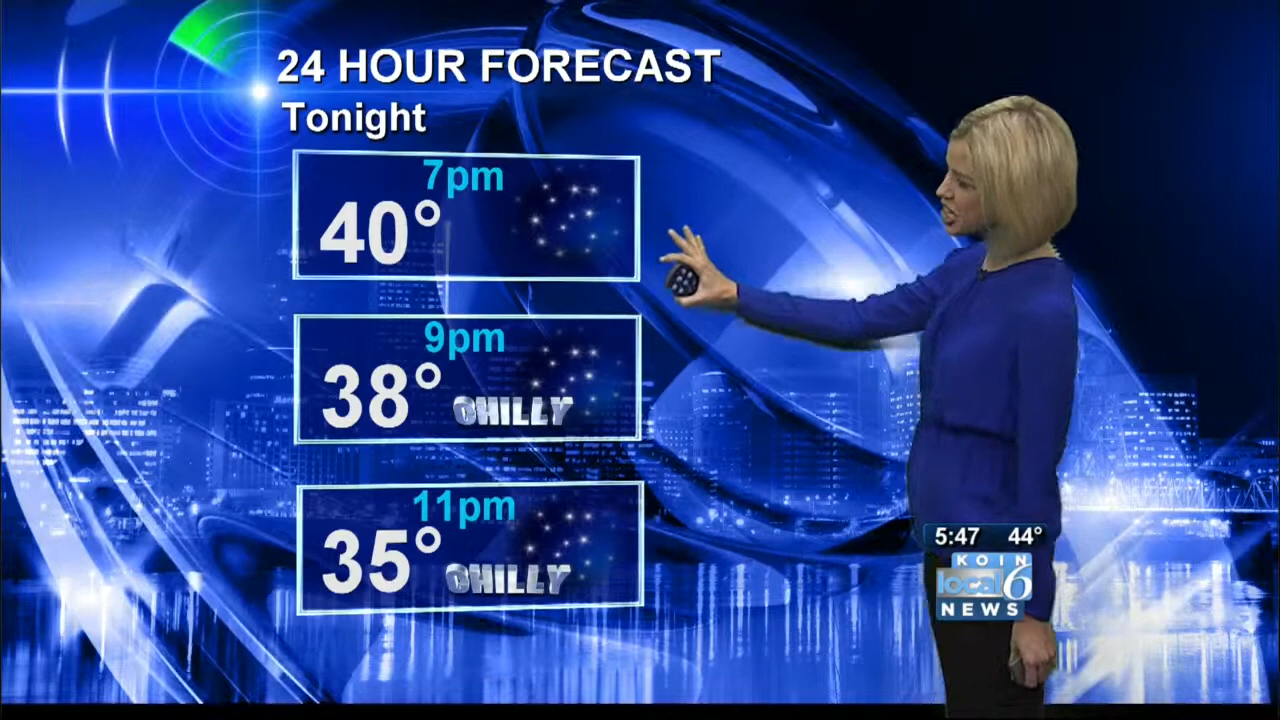 24 HOUR FORECAST
Tonight
7pm
40°
9pm
38°
CHILLY
11pm
35°
CHILLY
5:47 44°
KOIN
local 6
NEWS